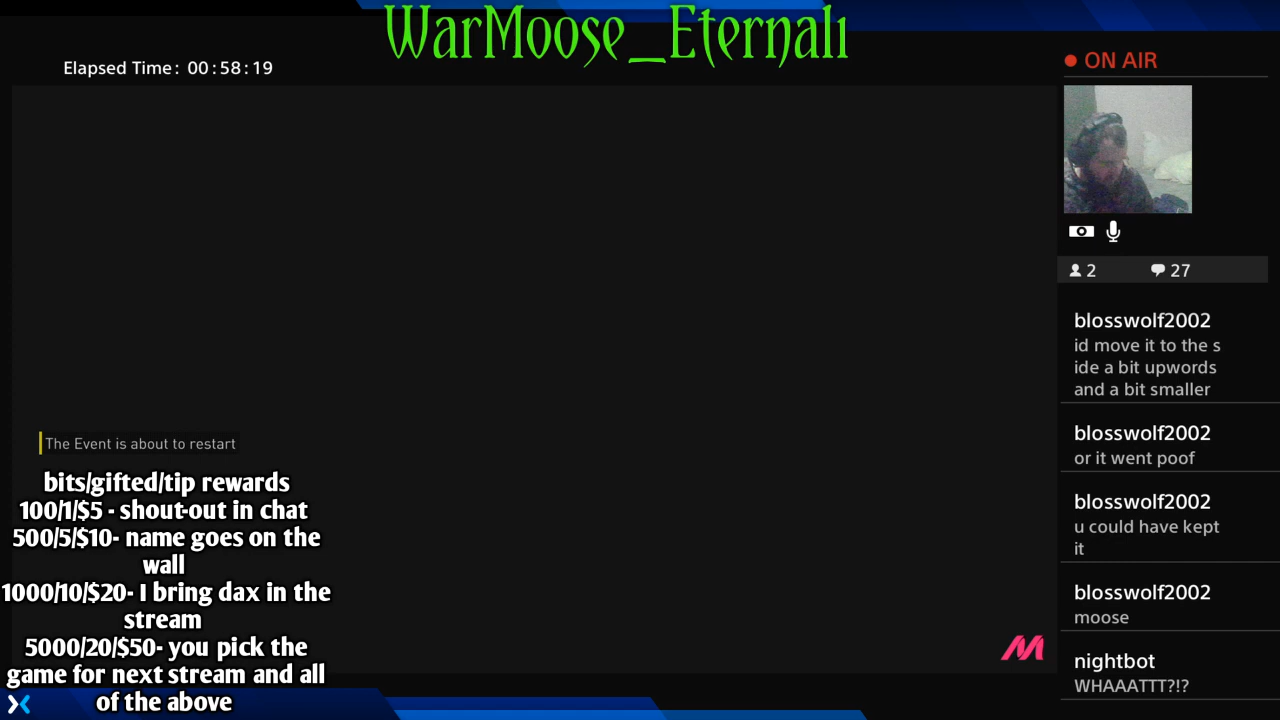 WarMoose_Eternal1
Elapsed Time: 00:58:19
ON AIR
2
27
blosswolf2002
id move it to the s
ide a bit upwords
and a bit smaller
blosswolf2002
or it went poof
blosswolf2002
u could have kept
it
blosswolf2002
moose
nightbot
WHAAATTT?!?
The Event is about to restart
bits/gifted/tip rewards
100/1/$5 - shout-out in chat
500/5/$10- name goes on the
wall
1000/10/$20- I bring dax in the
stream
5000/20/$50- you pick the
game for next stream and all
of the above